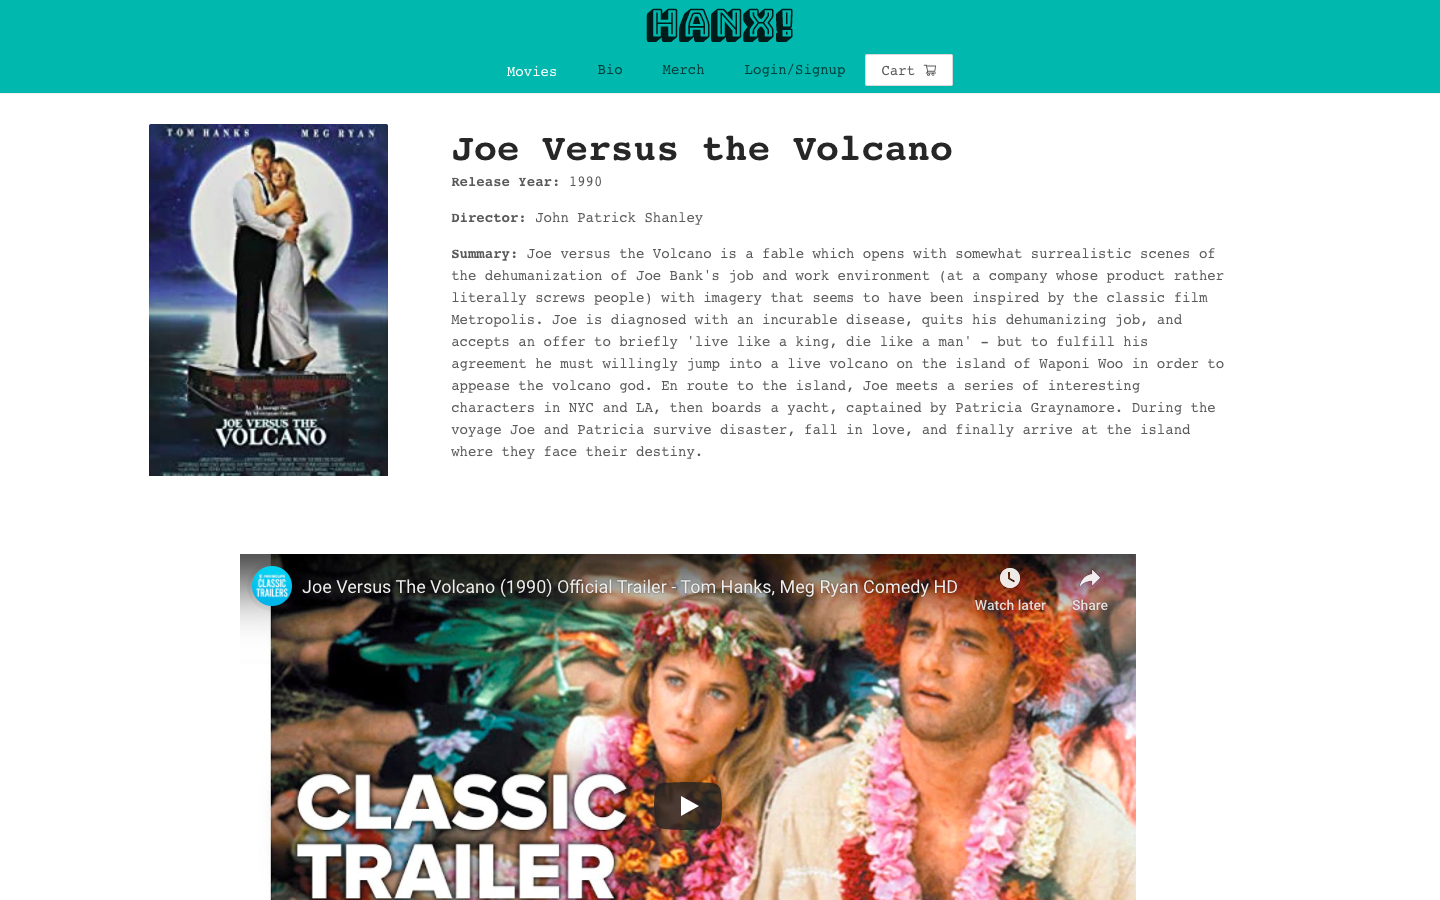 HANX!
Movies Bio Merch Login/Signup Cart
TOM HANKS MEG RYAN
JOE VERSUS THE
VOLCANO
Joe Versus the Volcano
Release Year: 1990
Director: John Patrick Shanley
Summary: Joe versus the Volcano is a fable which opens with somewhat surrealistic scenes of
the dehumanization of Joe Bank's job and work environment (at a company whose product rather
literally screws people) with imagery that seems to have been inspired by the classic film
Metropolis. Joe is diagnosed with an incurable disease, quits his dehumanizing job, and
accepts an offer to briefly 'live like a king, die like a man' - but to fulfill his
agreement he must willingly jump into a live volcano on the island of Waponi Woo in order to
appease the volcano god. En route to the island, Joe meets a series of interesting
characters in NYC and LA, then boards a yacht, captained by Patricia Graynamore. During the
voyage Joe and Patricia survive disaster, fall in love, and finally arrive at the island
where they face their destiny.
CLASSIC
TRAILERS
Joe Versus The Volcano (1990) Official Trailer - Tom Hanks, Meg Ryan Comedy HD
Watch later Share
CLASSIC
TRAILER